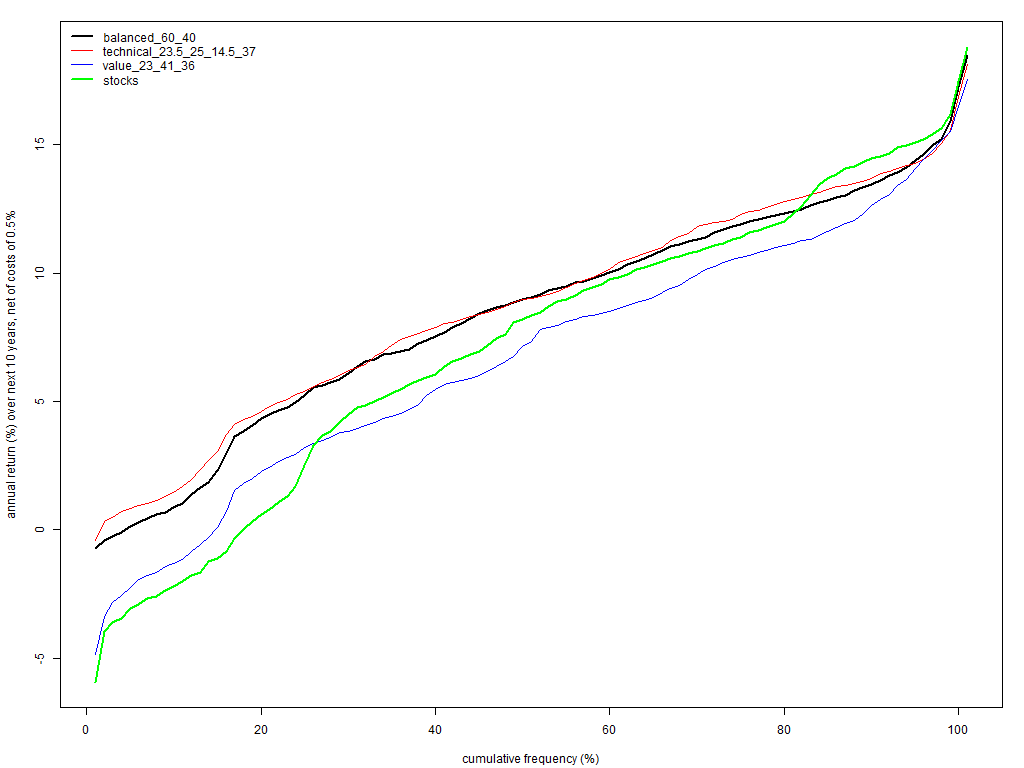 balanced_60_40
technical_23.5_25_14.5_37
value_23_41_36
stocks
annual return (%) over next 10 years, net of costs of 0.5%
15
10
5
0
-5
0 20 40 60 80 100
cumulative frequency (%)